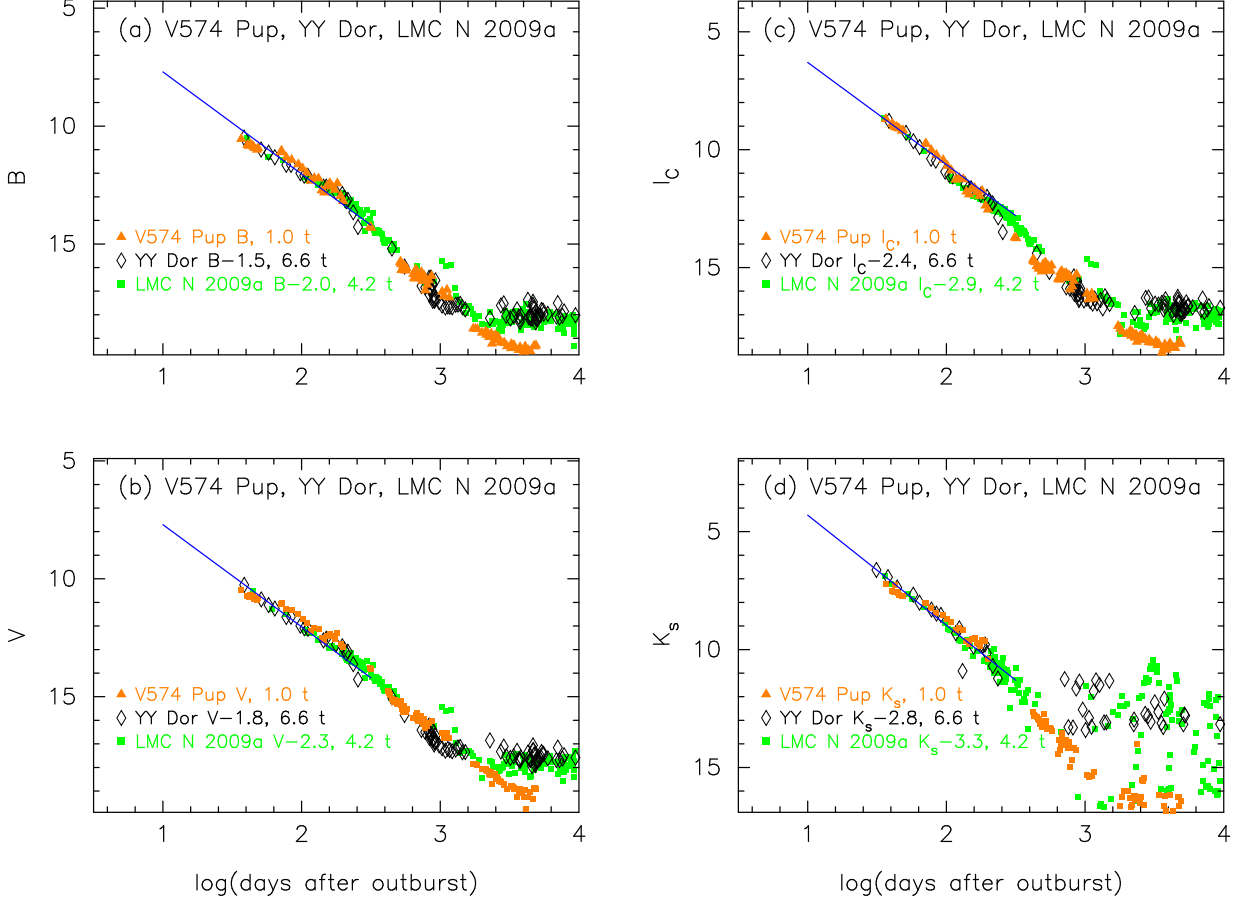 (a) V574 Pup, YY Dor, LMC N 2009a
5
10
15
B
V574 Pup B, 1.0 t
YY Dor B−1.5, 6.6 t
LMC N 2009a B−2.0, 4.2 t
1 2 3 4
(c) V574 Pup, YY Dor, LMC N 2009a
5
10
15
I_C
V574 Pup I_C, 1.0 t
YY Dor I_C−2.4, 6.6 t
LMC N 2009a I_C−2.9, 4.2 t
1 2 3 4
(b) V574 Pup, YY Dor, LMC N 2009a
5
10
15
V
V574 Pup V, 1.0 t
YY Dor V−1.8, 6.6 t
LMC N 2009a V−2.3, 4.2 t
1 2 3 4
log(days after outburst)
(d) V574 Pup, YY Dor, LMC N 2009a
5
10
15
K_s
V574 Pup K_s, 1.0 t
YY Dor K_s−2.8, 6.6 t
LMC N 2009a K_s−3.3, 4.2 t
1 2 3 4
log(days after outburst)